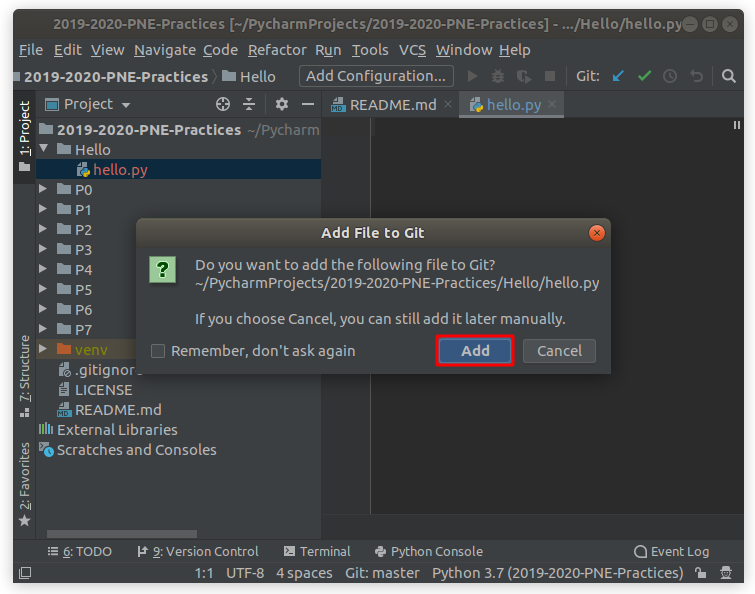 2019-2020-PNE-Practices [~/PycharmProjects/2019-2020-PNE-Practices] - .../Hello/hello.py
File Edit View Navigate Code Refactor Run Tools VCS Window Help
2019-2020-PNE-Practices Hello Add Configuration... Git:
Project README.md hello.py
1: Project
2019-2020-PNE-Practices ~/Pycharm
Hello
hello.py
P0
P1
P2
P3
P4
P5
P6
P7
venv
.gitignore
LICENSE
README.md
External Libraries
Scratches and Consoles
Add File to Git
?
Do you want to add the following file to Git?
~/PycharmProjects/2019-2020-PNE-Practices/Hello/hello.py
If you choose Cancel, you can still add it later manually.
Remember, don't ask again Add Cancel
7: Structure
2: Favorites
6: TODO 9: Version Control Terminal Python Console Event Log
1:1 UTF-8 4 spaces Git: master Python 3.7 (2019-2020-PNE-Practices)